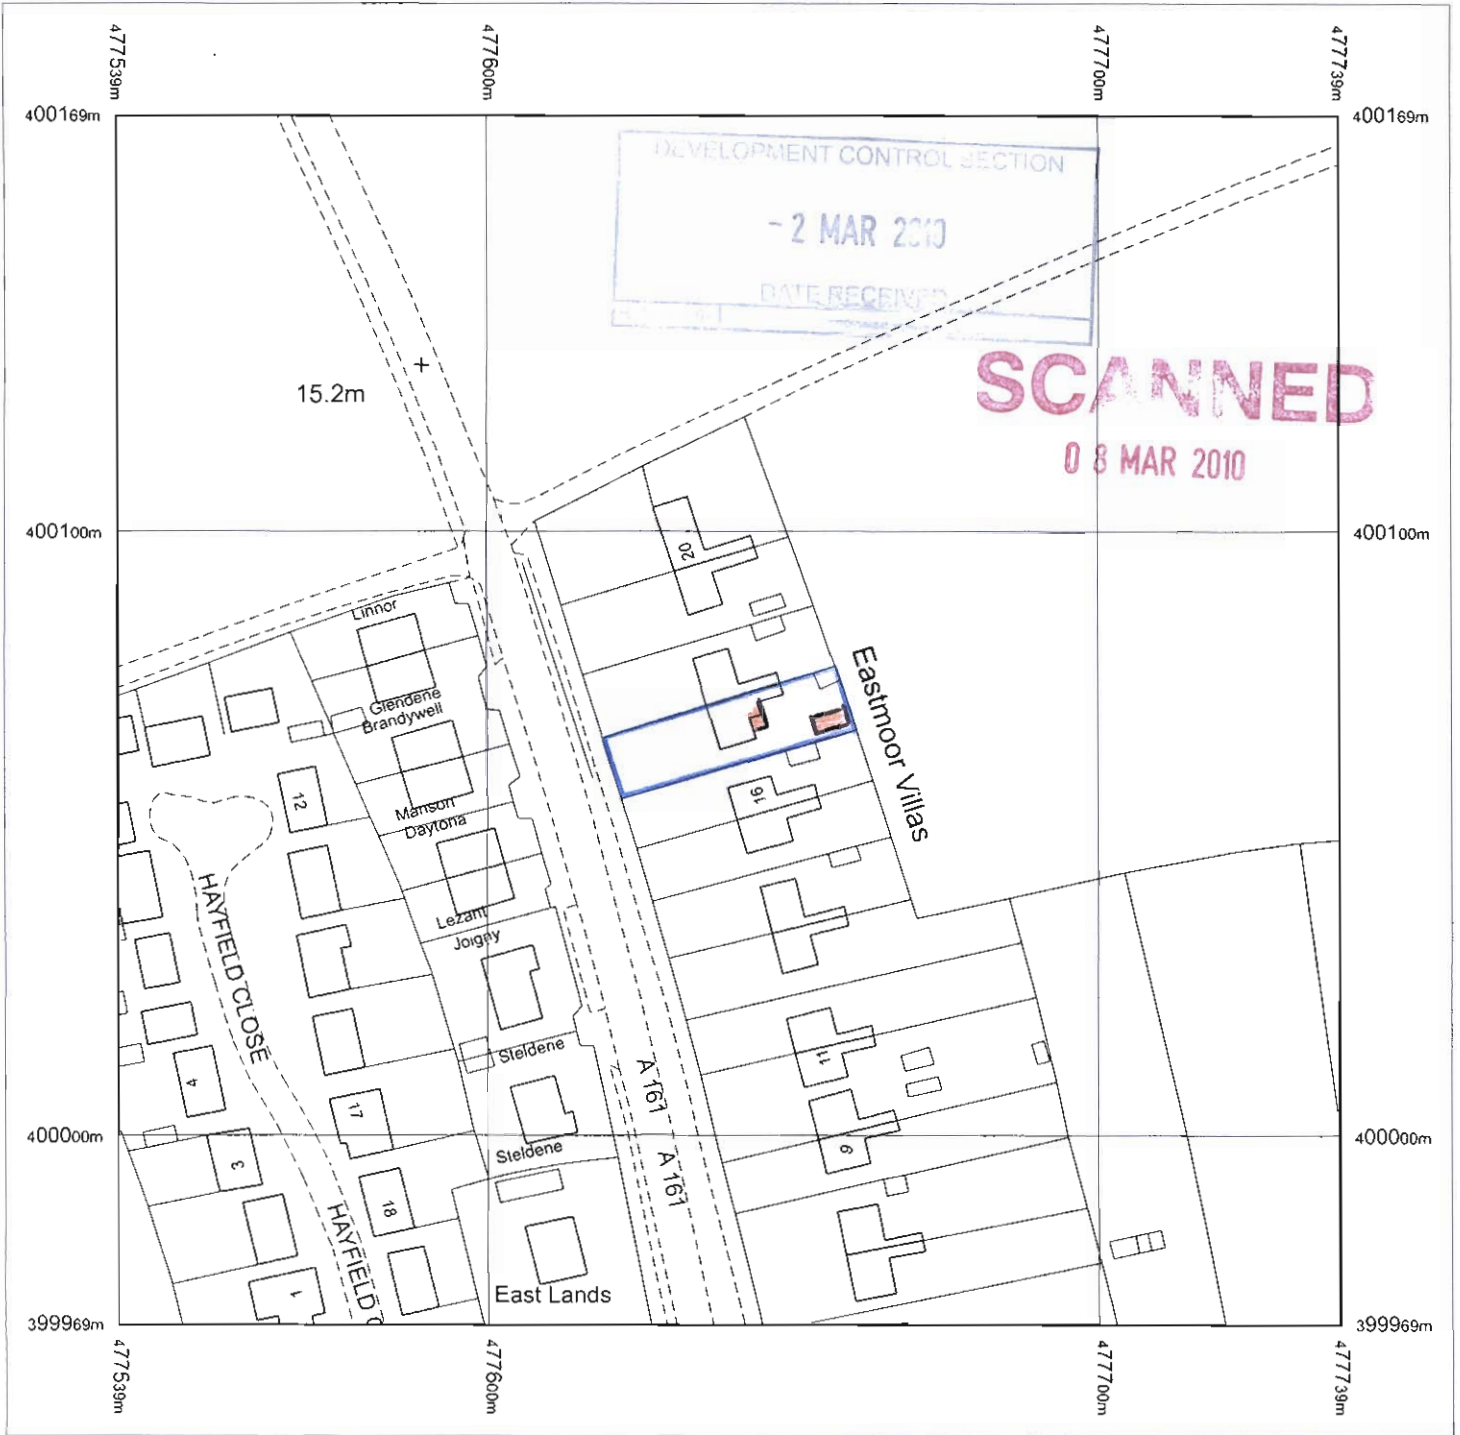 477539m
477600m
477700m
477739m
400169m
400169m
DEVELOPMENT CONTROL SECTION
- 2 MAR 2010
DATE RECEIVED
SCANNED
08 MAR 2010
15.2m
400100m
400100m
20
Linnor
Glendene
Brandywell
Eastmoor Villas
12
16
Manson
Daytona
HAYFIELD CLOSE
Lezant
Joigny
Steldene
11
A 161
4
17
400000m
400000m
3
Steldene
A 161
9
18
HAYFIELD C
1
East Lands
399969m
399969m
477539m
477600m
477700m
477739m